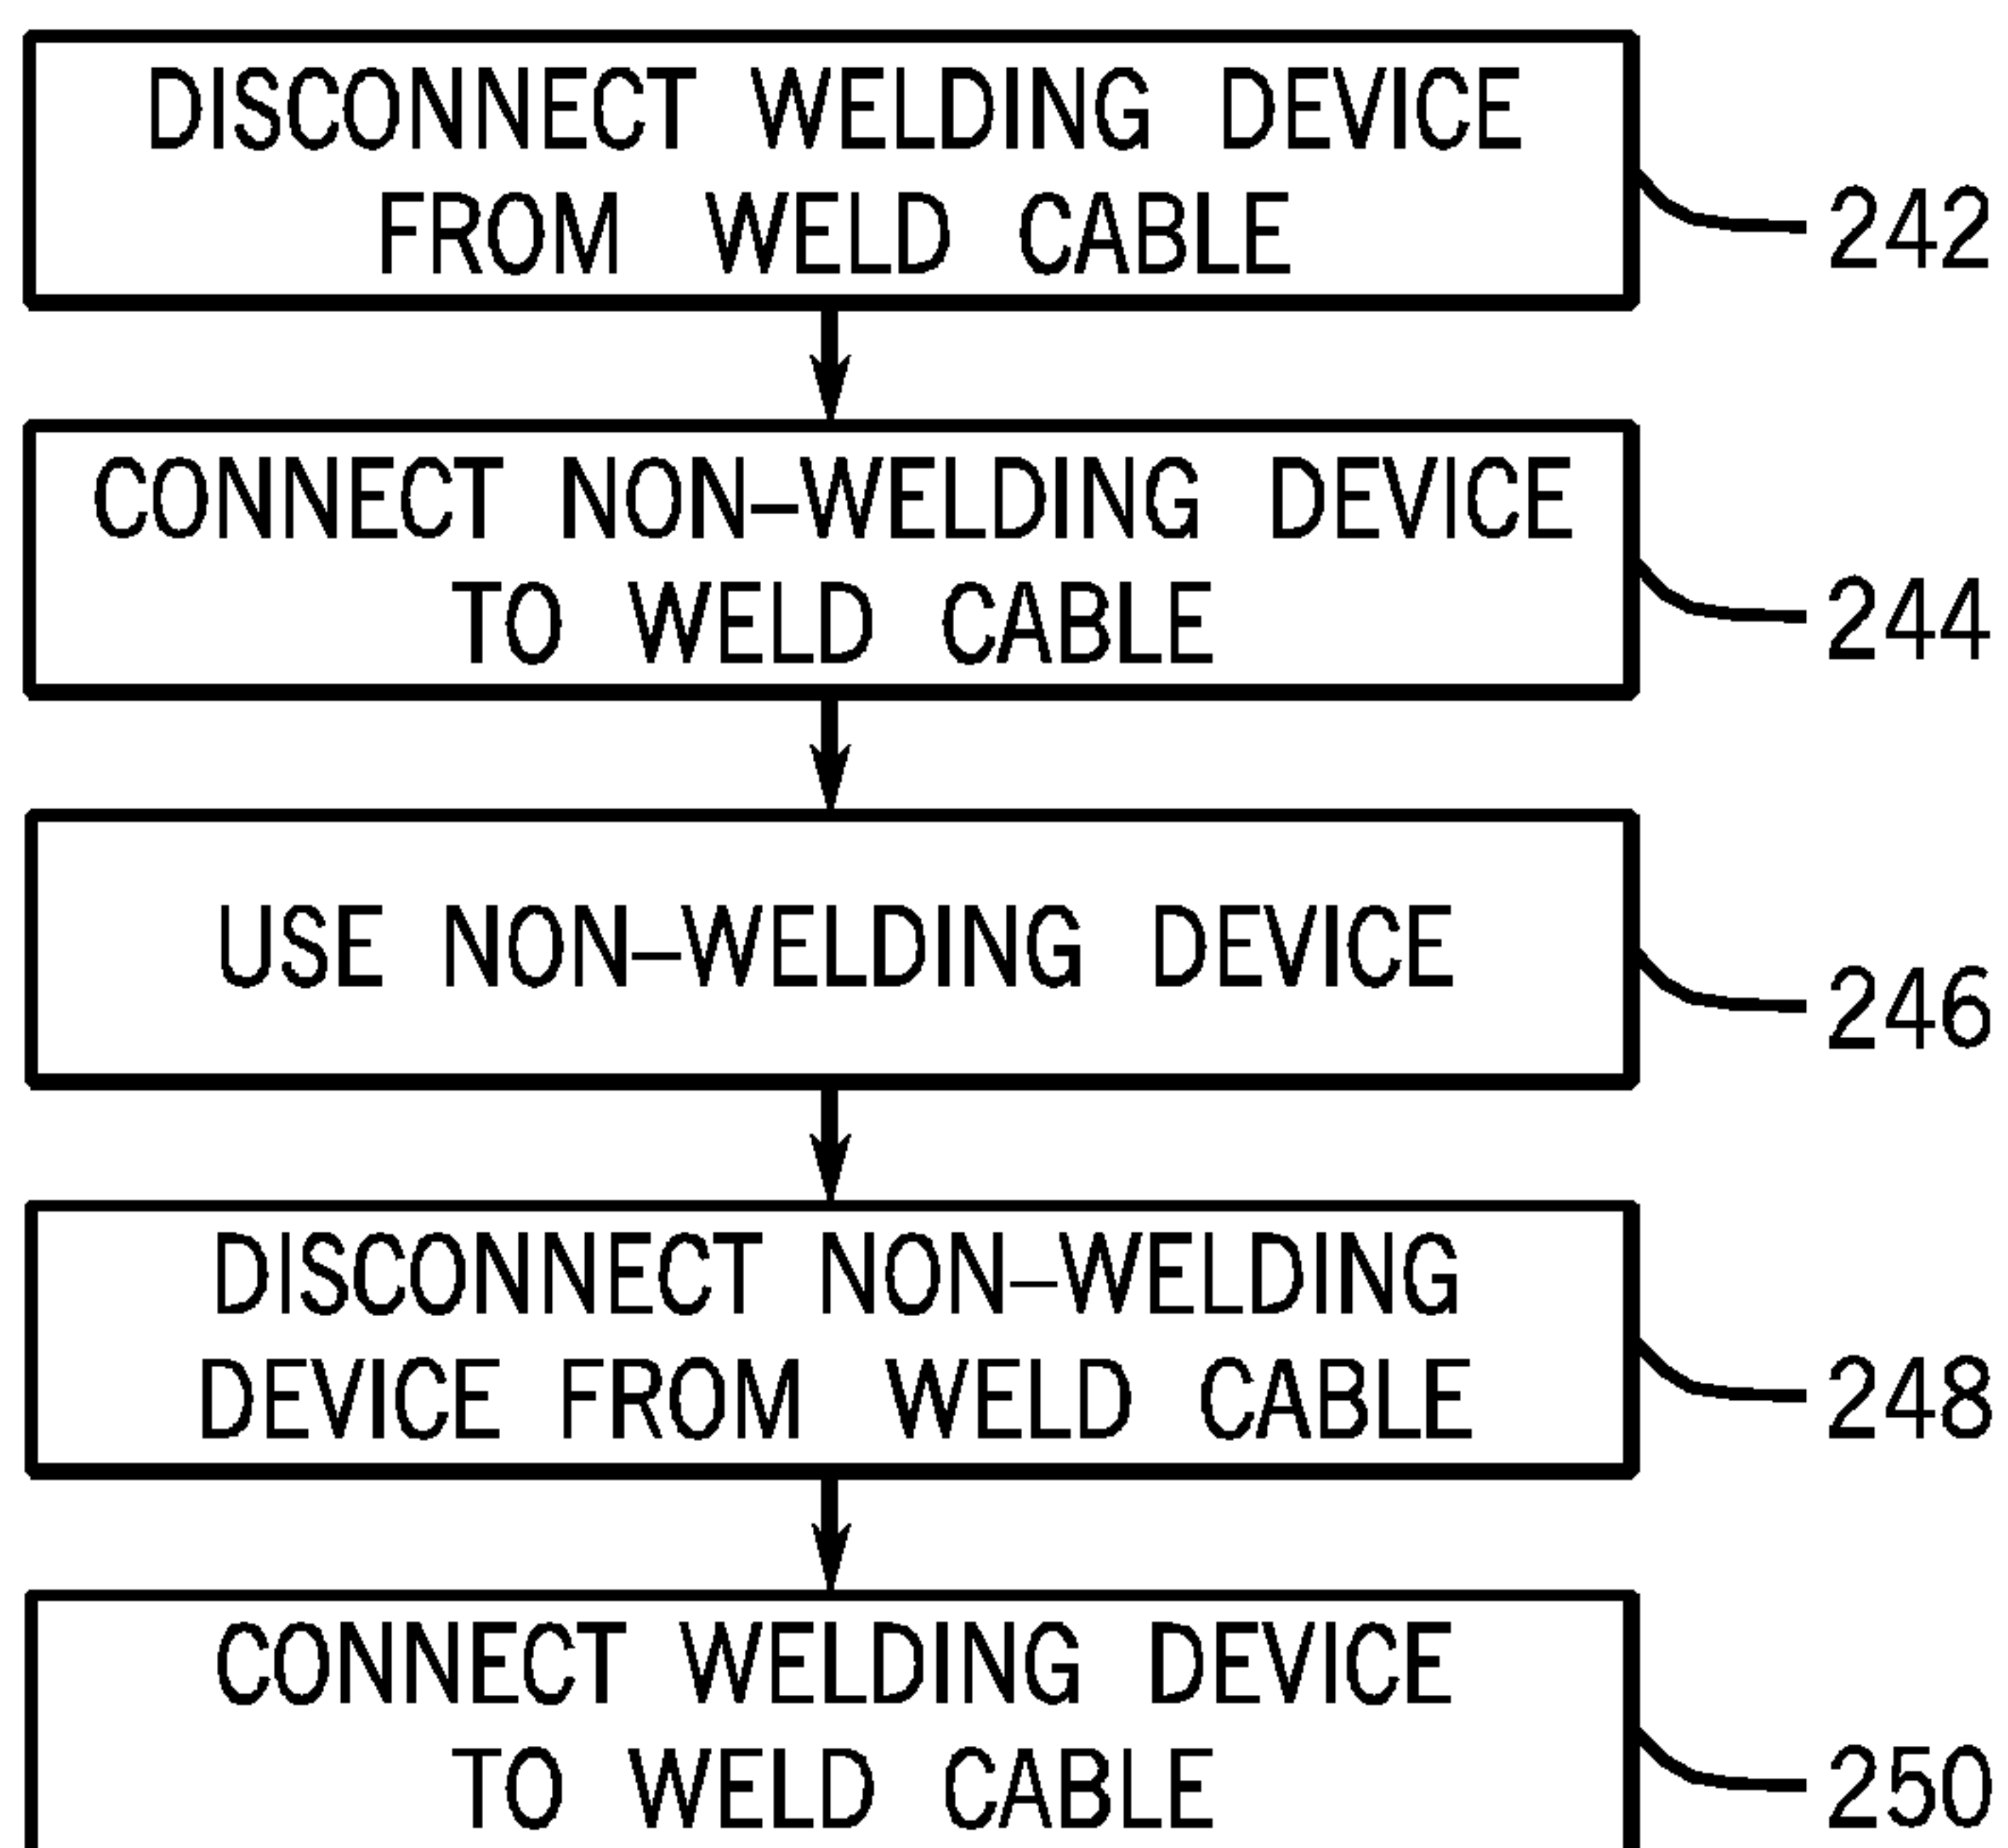 DISCONNECT WELDING DEVICE
FROM WELD CABLE
242
CONNECT NON–WELDING DEVICE
TO WELD CABLE
244
USE NON–WELDING DEVICE
246
DISCONNECT NON–WELDING
DEVICE FROM WELD CABLE
248
CONNECT WELDING DEVICE
TO WELD CABLE
250